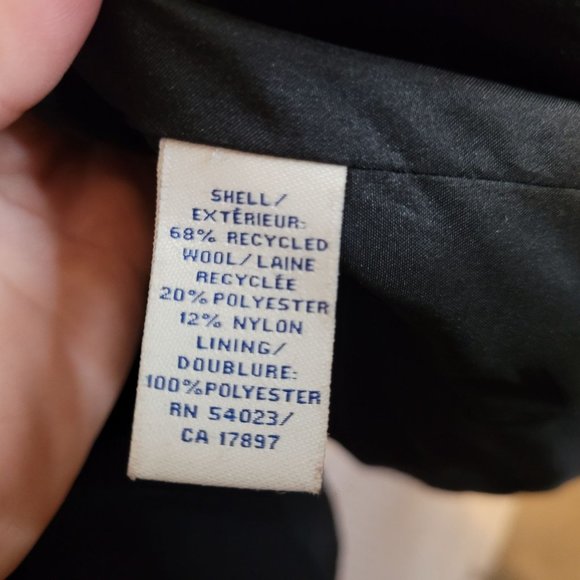 SHELL/
EXTÉRIEUR:
68% RECYCLED
WOOL/LAINE
RECYCLÉE
20% POLYESTER
12% NYLON
LINING/
DOUBLURE:
100%POLYESTER
RN 54023/
CA 17897